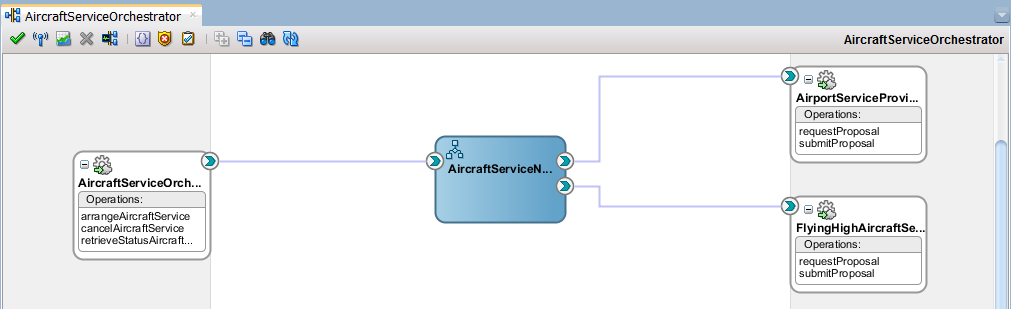 AircraftServiceOrchestrator
AircraftServiceOrchestrator
AirportServiceProvi...
Operations:
requestProposal
submitProposal
AircraftServiceN...
AircraftServiceOrch...
Operations:
arrangeAircraftService
cancelAircraftService
retrieveStatusAircraft...
FlyingHighAircraftSe...
Operations:
requestProposal
submitProposal